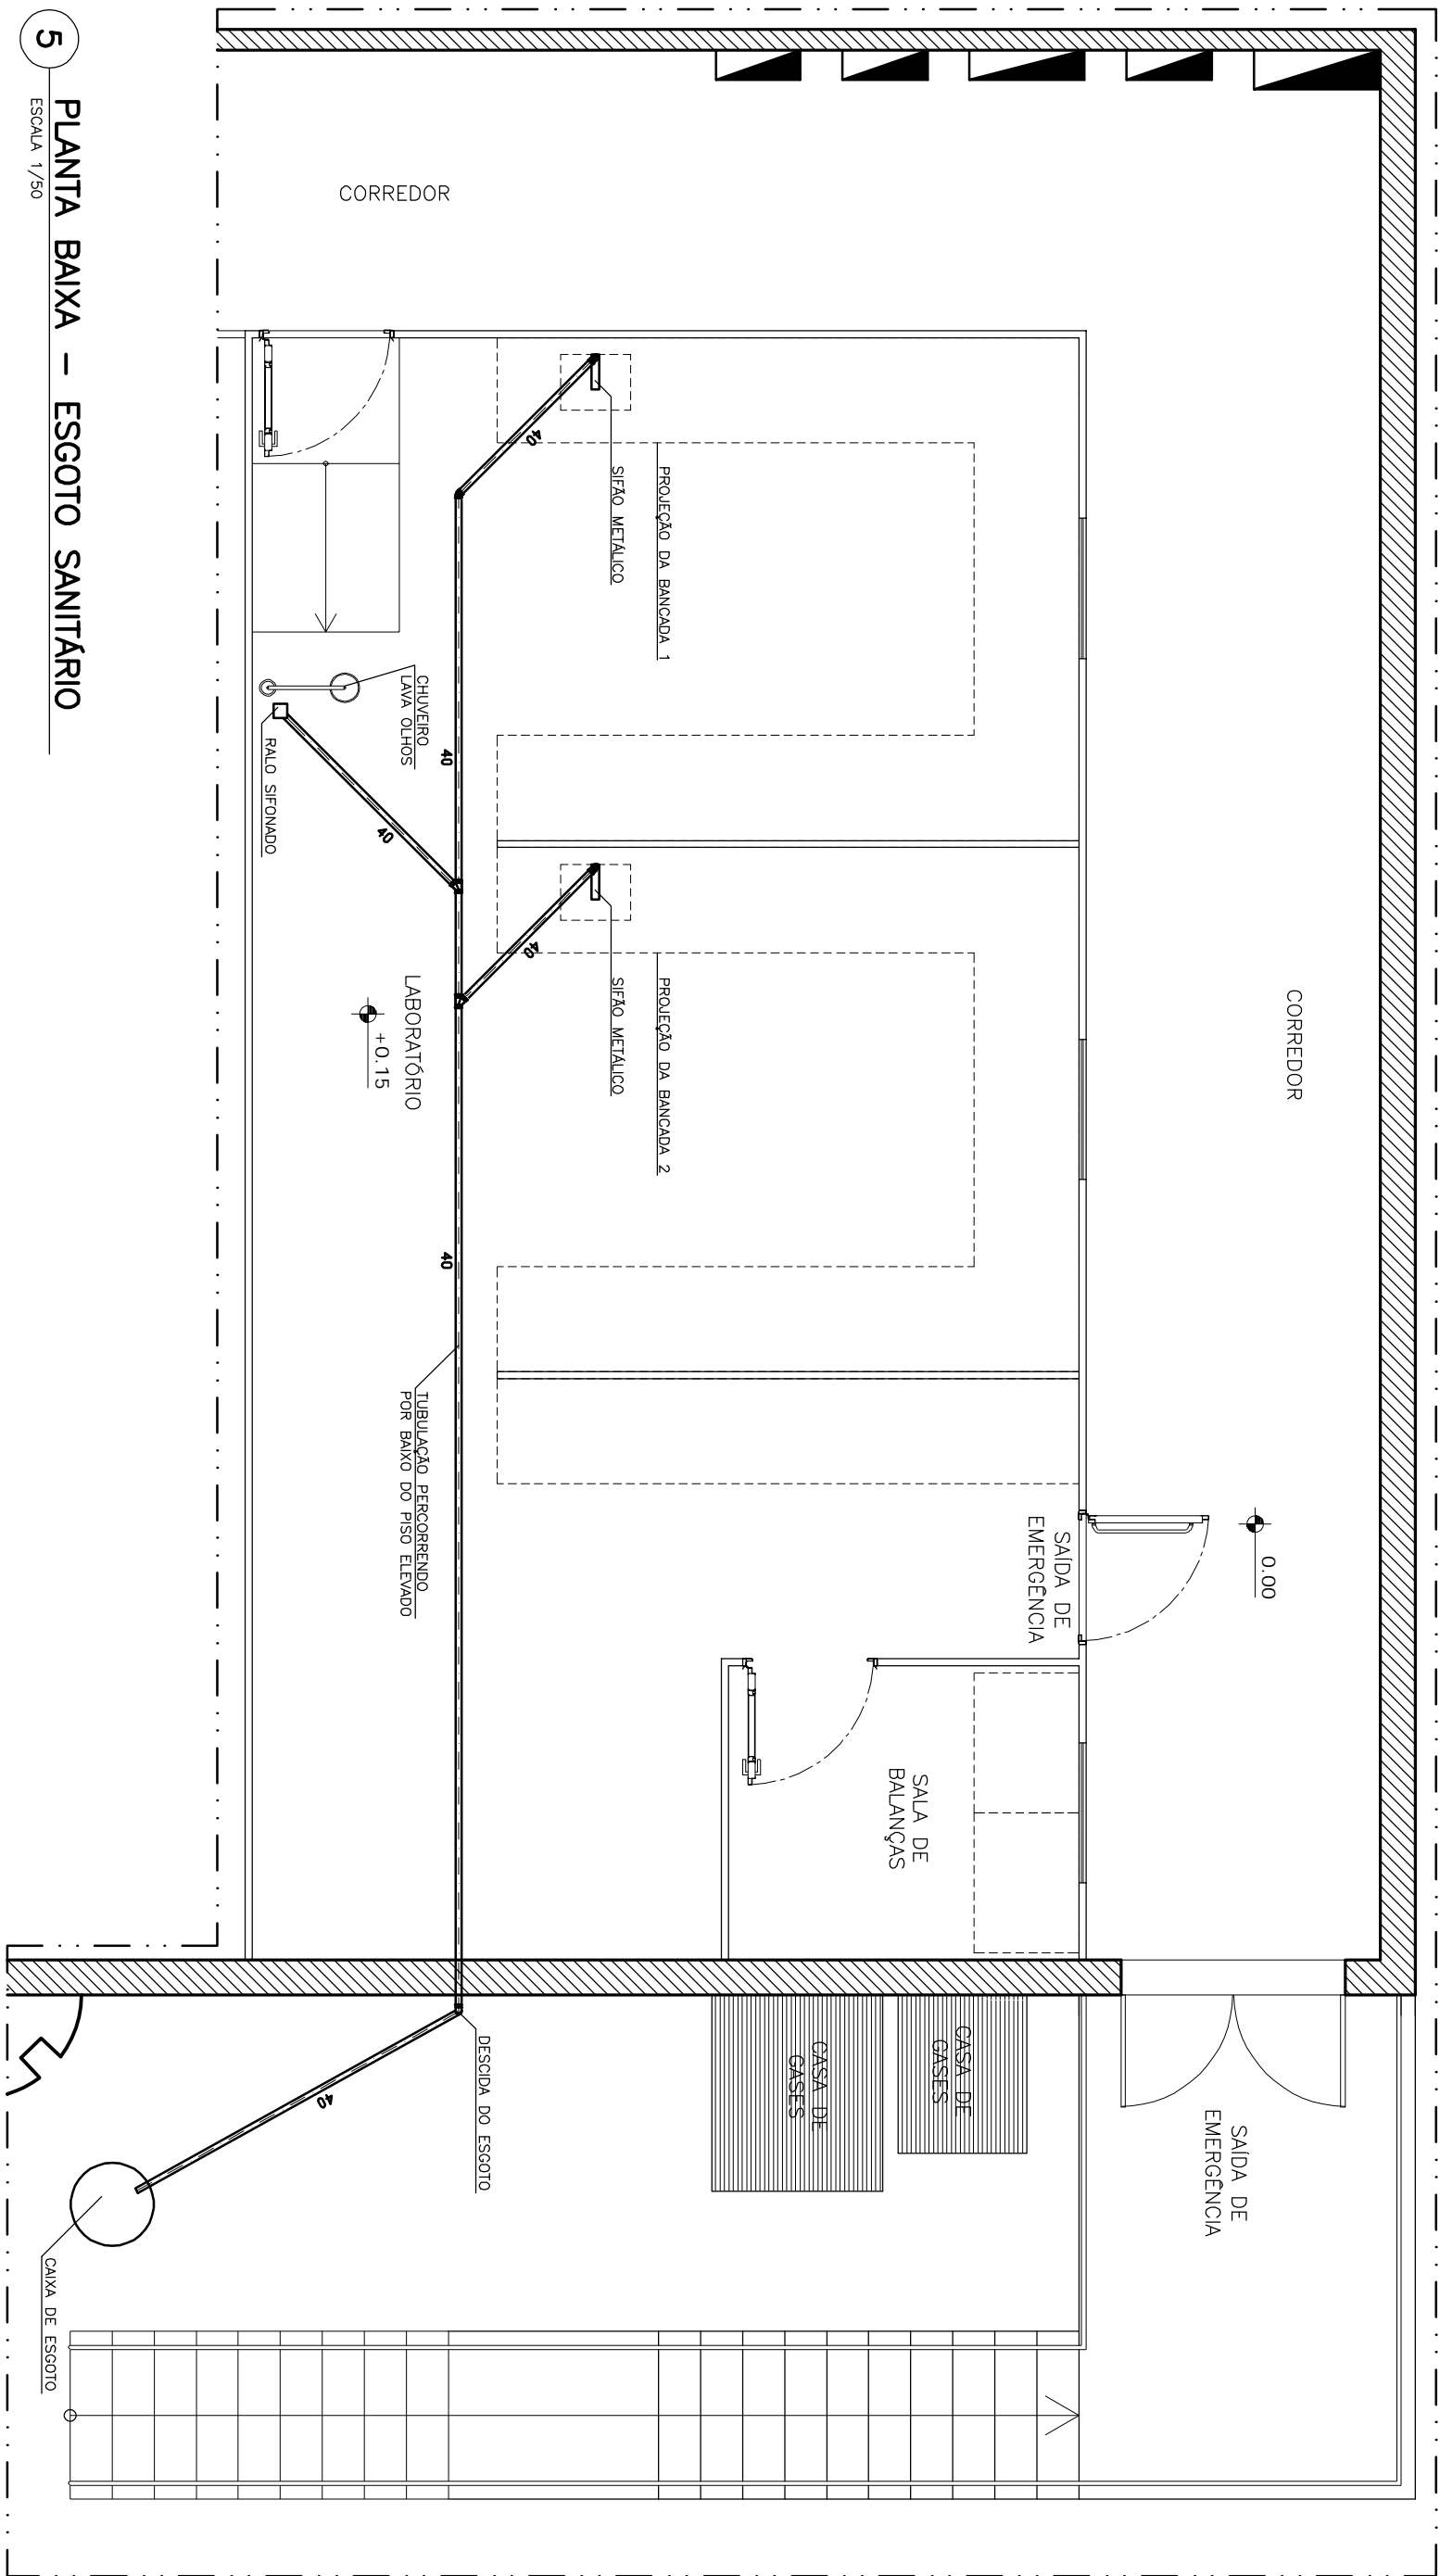 CORREDOR
CORREDOR
0.00
SAÍDA DE
EMERGÊNCIA
SAÍDA DE
EMERGÊNCIA
SALA DE
BALANÇAS
CASA DE
GASES
CASA DE
GASES
PROJEÇÃO DA BANCADA 1
SIFÃO METÁLICO
40
PROJEÇÃO DA BANCADA 2
SIFÃO METÁLICO
40
CHUVEIRO
LAVA OLHOS
40
40
40
RALO SIFONADO
LABORATÓRIO
+0.15
TUBULAÇÃO PERCORRENDO
POR BAIXO DO PISO ELEVADO
DESCIDA DO ESGOTO
40
CAIXA DE ESGOTO
5
PLANTA BAIXA – ESGOTO SANITÁRIO
ESCALA 1/50